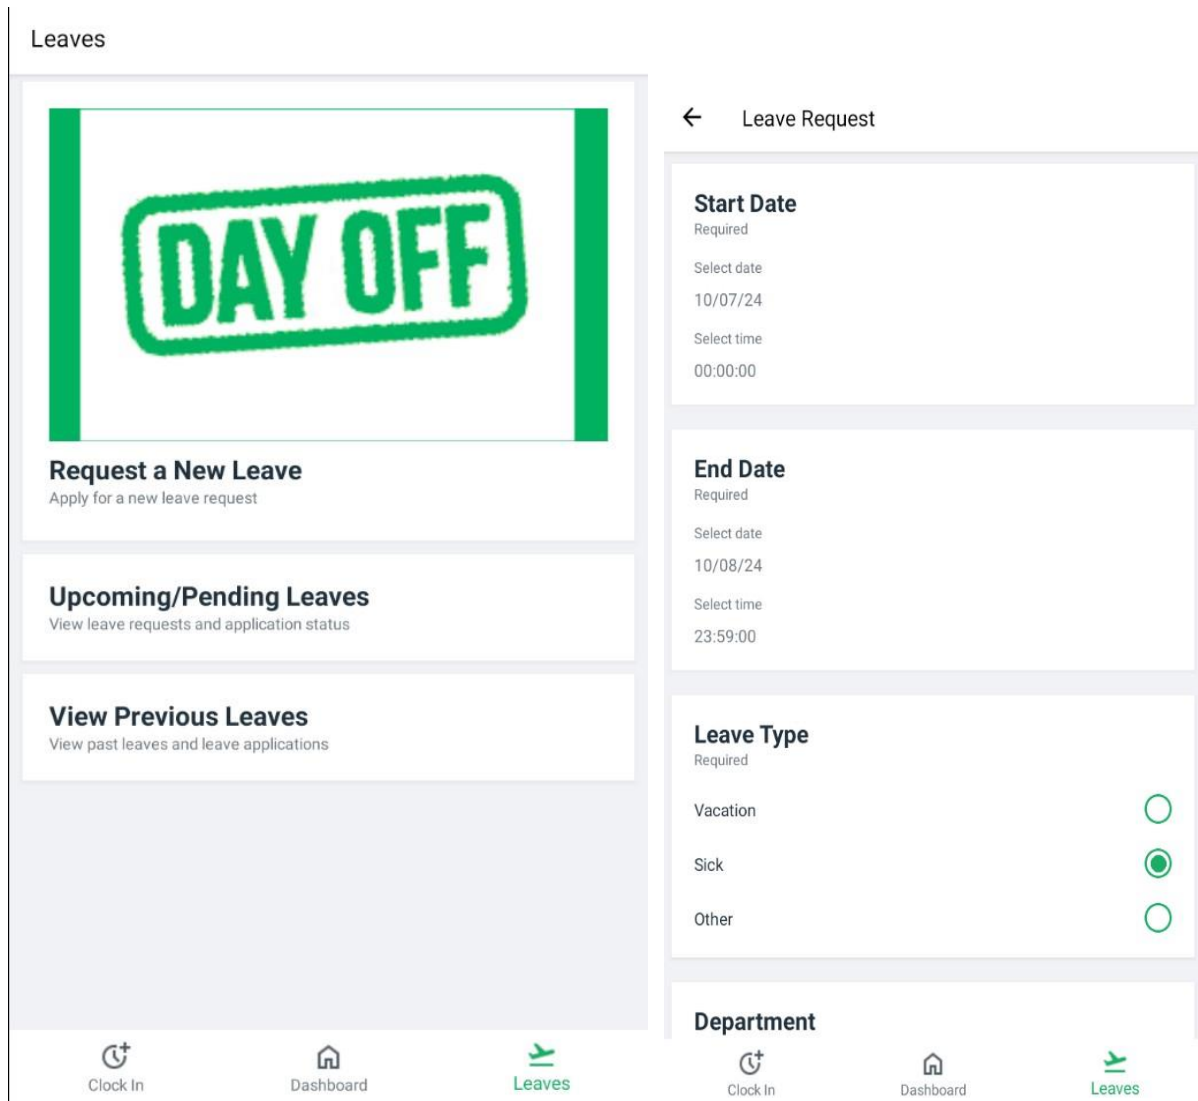 Leaves
DAY OFF
Request a New Leave
Apply for a new leave request
Upcoming/Pending Leaves
View leave requests and application status
View Previous Leaves
View past leaves and leave applications
Clock In
Dashboard
Leaves
Leave Request
Start Date
Required
Select date
10/07/24
Select time
00:00:00
End Date
Required
Select date
10/08/24
Select time
23:59:00
Leave Type
Required
Vacation
Sick
Other
Department
Clock In
Dashboard
Leaves